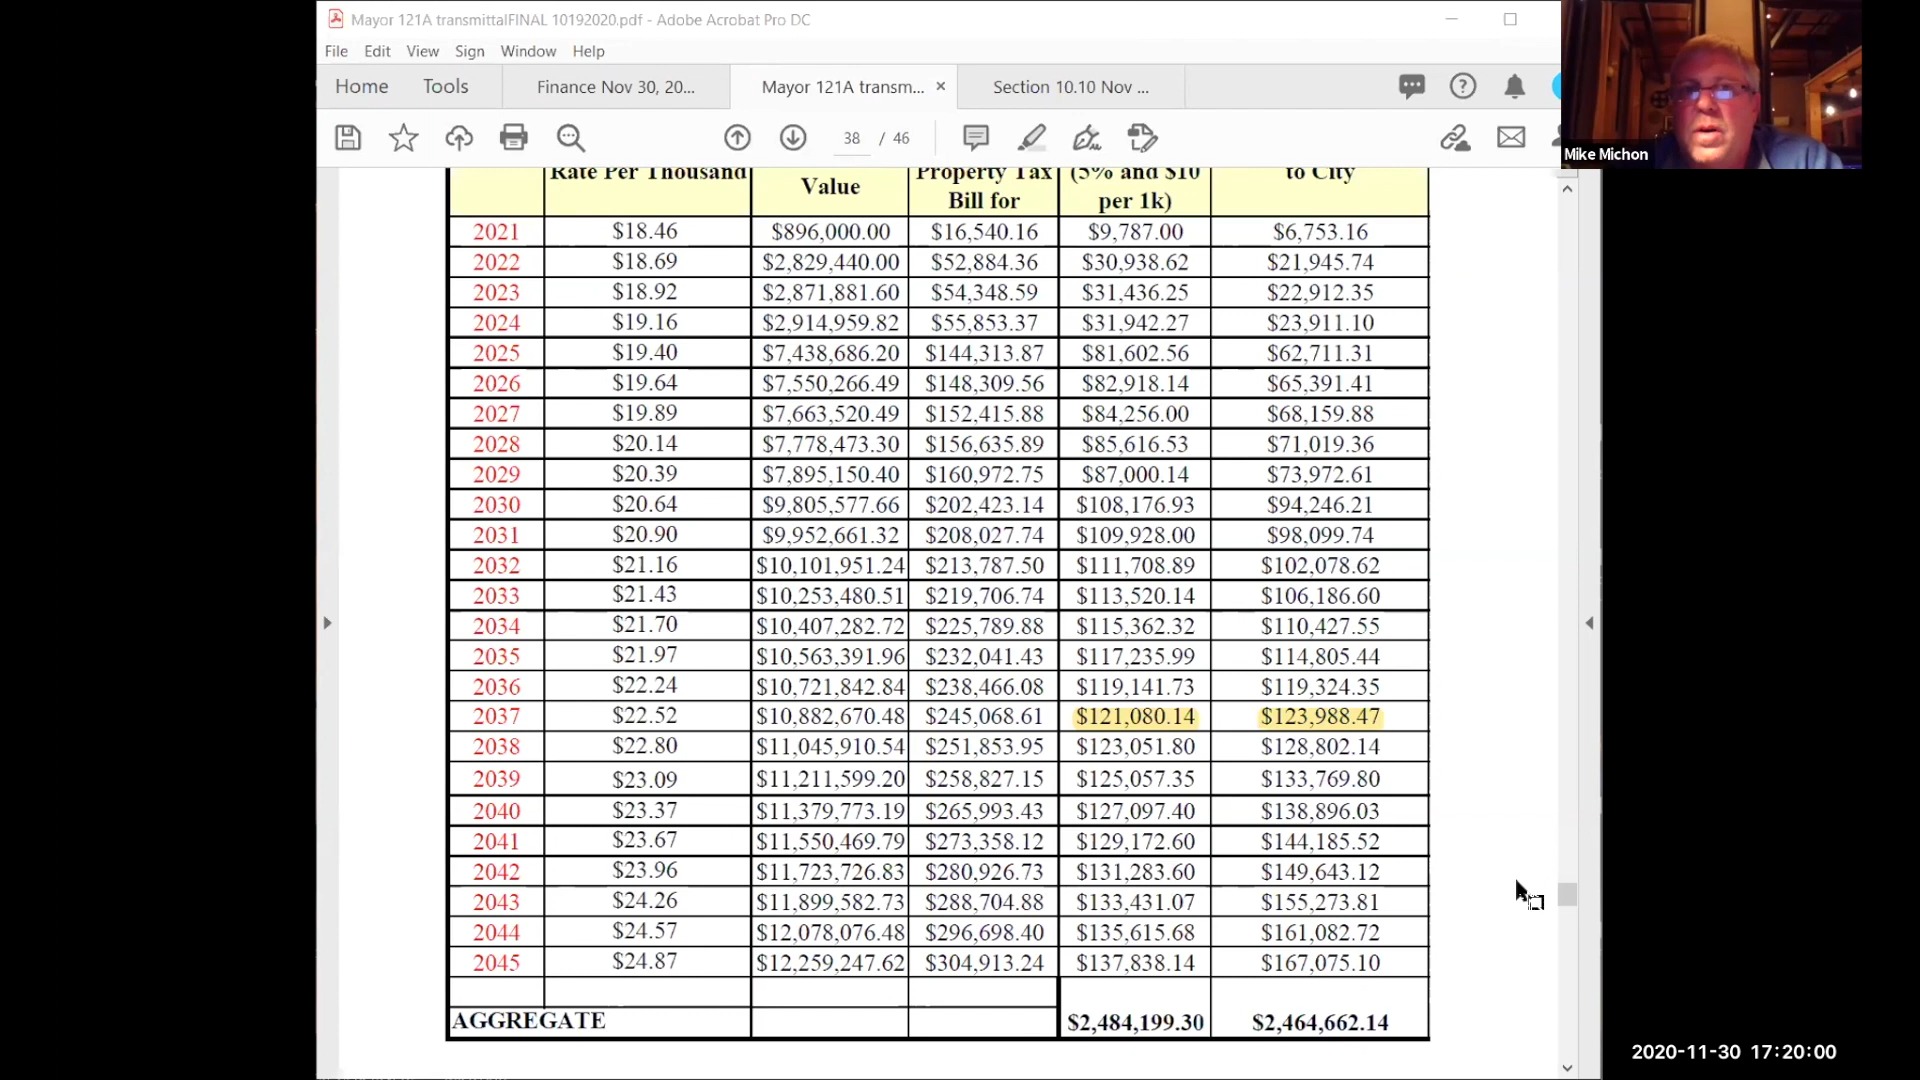 Mayor 121A transmittalFINAL 10192020.pdf - Adobe Acrobat Pro DC
File Edit View Sign Window Help
Home Tools Finance Nov 30, 20... Mayor 121A transm... × Section 10.10 Nov ...
38 / 46
Mike Michon
Rate Per Thousand Value Property Tax Bill for (5% and $10 per 1k) to City
2021 $18.46 $896,000.00 $16,540.16 $9,787.00 $6,753.16
2022 $18.69 $2,829,440.00 $52,884.36 $30,938.62 $21,945.74
2023 $18.92 $2,871,881.60 $54,348.59 $31,436.25 $22,912.35
2024 $19.16 $2,914,959.82 $55,853.37 $31,942.27 $23,911.10
2025 $19.40 $7,438,686.20 $144,313.87 $81,602.56 $62,711.31
2026 $19.64 $7,550,266.49 $148,309.56 $82,918.14 $65,391.41
2027 $19.89 $7,663,520.49 $152,415.88 $84,256.00 $68,159.88
2028 $20.14 $7,778,473.30 $156,635.89 $85,616.53 $71,019.36
2029 $20.39 $7,895,150.40 $160,972.75 $87,000.14 $73,972.61
2030 $20.64 $9,805,577.66 $202,423.14 $108,176.93 $94,246.21
2031 $20.90 $9,952,661.32 $208,027.74 $109,928.00 $98,099.74
2032 $21.16 $10,101,951.24 $213,787.50 $111,708.89 $102,078.62
2033 $21.43 $10,253,480.51 $219,706.74 $113,520.14 $106,186.60
2034 $21.70 $10,407,282.72 $225,789.88 $115,362.32 $110,427.55
2035 $21.97 $10,563,391.96 $232,041.43 $117,235.99 $114,805.44
2036 $22.24 $10,721,842.84 $238,466.08 $119,141.73 $119,324.35
2037 $22.52 $10,882,670.48 $245,068.61 $121,080.14 $123,988.47
2038 $22.80 $11,045,910.54 $251,853.95 $123,051.80 $128,802.14
2039 $23.09 $11,211,599.20 $258,827.15 $125,057.35 $133,769.80
2040 $23.37 $11,379,773.19 $265,993.43 $127,097.40 $138,896.03
2041 $23.67 $11,550,469.79 $273,358.12 $129,172.60 $144,185.52
2042 $23.96 $11,723,726.83 $280,926.73 $131,283.60 $149,643.12
2043 $24.26 $11,899,582.73 $288,704.88 $133,431.07 $155,273.81
2044 $24.57 $12,078,076.48 $296,698.40 $135,615.68 $161,082.72
2045 $24.87 $12,259,247.62 $304,913.24 $137,838.14 $167,075.10
AGGREGATE $2,484,199.30 $2,464,662.14
2020-11-30 17:20:00